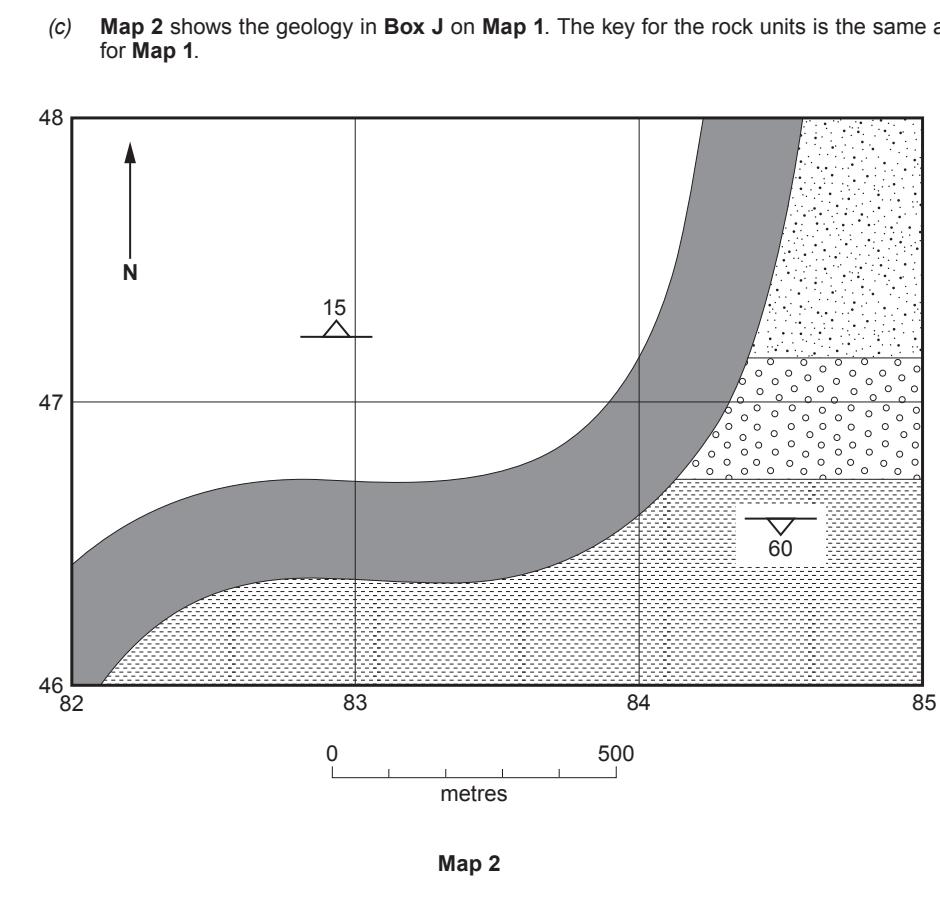 (c) Map 2 shows the geology in Box J on Map 1. The key for the rock units is the same
for Map 1.
48
N
15
47
60
46
82 83 84 85
0 500
metres
Map 2